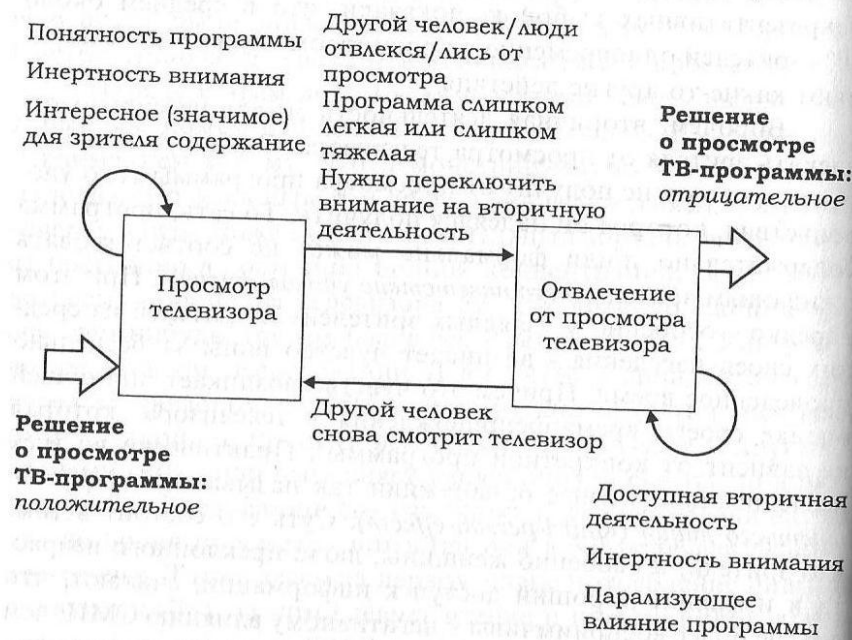 Понятность программы
Инертность внимания
Интересное (значимое)
для зрителя содержание
Другой человек/люди
отвлекся/лись от
просмотра
Программа слишком
легкая или слишком
тяжелая
Нужно переключить
внимание на вторичную
деятельность
Решение
о просмотре
ТВ-программы:
отрицательное
Просмотр
телевизора
Отвлечение
от просмотра
телевизора
Другой человек
снова смотрит телевизор
Решение
о просмотре
ТВ-программы:
положительное
Доступная вторичная
деятельность
Инертность внимания
Парализующее
влияние программы